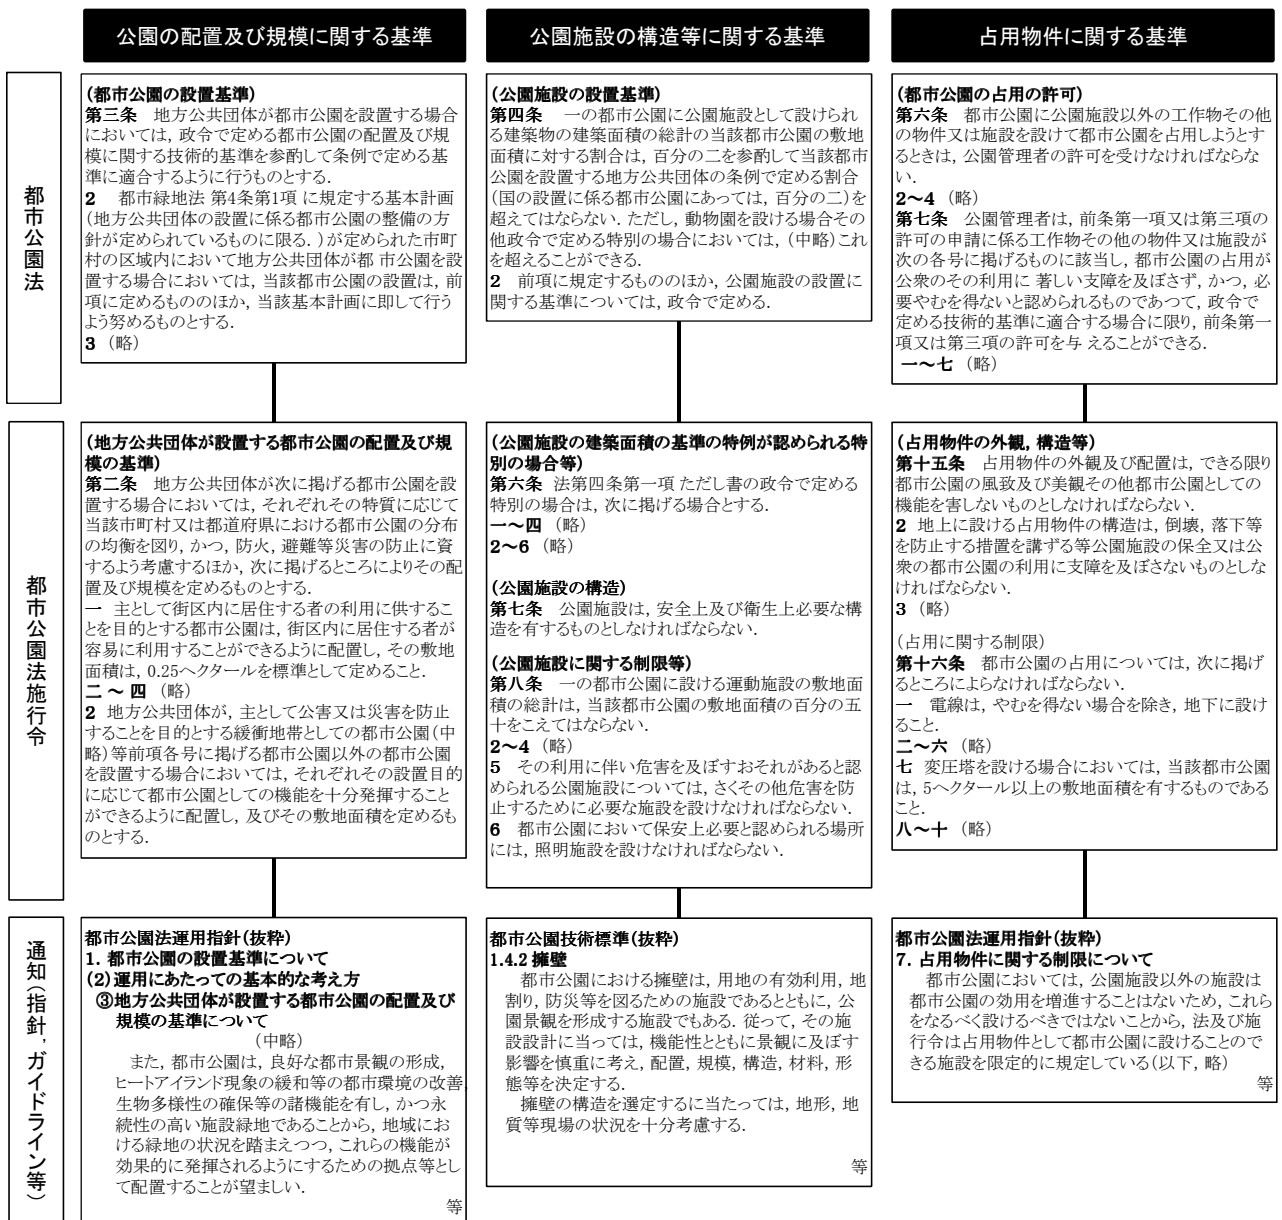 公園の配置及び規模に関する基準
公園施設の構造等に関する基準
占用物件に関する基準
都市公園法
(都市公園の設置基準)
第三条　地方公共団体が都市公園を設置する場合
においては, 政令で定める都市公園の配置及び規
模に関する技術的基準を参酌して条例で定める基
準に適合するように行うものとする.
2　都市緑地法 第4条第1項 に規定する基本計画
(地方公共団体の設置に係る都市公園の整備の方
針が定められているものに限る. )が定められた市町
村の区域内において地方公共団体が都 市公園を設
置する場合においては, 当該都市公園の設置は, 前
項に定めるもののほか, 当該基本計画に即して行う
よう努めるものとする.
3 (略)
(公園施設の設置基準)
第四条　一の都市公園に公園施設として設けられ
る建築物の建築面積の総計の当該都市公園の敷地
面積に対する割合は, 百分の二を参酌して当該都市
公園を設置する地方公共団体の条例で定める割合
(国の設置に係る都市公園にあっては, 百分の二)を
超えてはならない. ただし, 動物園を設ける場合その
他政令で定める特別の場合においては, (中略)これ
を超えることができる.
2 前項に規定するもののほか, 公園施設の設置に
関する基準については, 政令で定める.
(都市公園の占用の許可)
第六条　都市公園に公園施設以外の工作物その他
の物件又は施設を設けて都市公園を占用しようとす
るときは, 公園管理者の許可を受けなければならな
い.
2～4 (略)
第七条　公園管理者は, 前条第一項又は第三項の
許可の申請に係る工作物その他の物件又は施設が
次の各号に掲げるものに該当し, 都市公園の占用が
公衆のその利用に 著しい支障を及ぼさず, かつ, 必
要やむを得ないと認められるものであつて, 政令で
定める技術的基準に適合する場合に限り, 前条第一
項又は第三項の許可を与 えることができる.
一～七 (略)
都市公園法施行令
(地方公共団体が設置する都市公園の配置及び規
模の基準)
第二条　地方公共団体が次に掲げる都市公園を設
置する場合においては, それぞれその特質に応じて
当該市町村又は都道府県における都市公園の分布
の均衡を図り, かつ, 防火, 避難等災害の防止に資
するよう考慮するほか, 次に掲げるところによりその配
置及び規模を定めるものとする.
一　主として街区内に居住する者の利用に供するこ
とを目的とする都市公園は, 街区内に居住する者が
容易に利用することができるように配置し, その敷地
面積は, 0.25ヘクタールを標準として定めること.
二 ～ 四 (略)
2 地方公共団体が, 主として公害又は災害を防止
することを目的とする緩衝地帯としての都市公園(中
略)等前項各号に掲げる都市公園以外の都市公園
を設置する場合においては, それぞれその設置目的
に応じて都市公園としての機能を十分発揮すること
ができるように配置し, 及びその敷地面積を定めるも
のとする.
(公園施設の建築面積の基準の特例が認められる特
別の場合等)
第六条　法第四条第一項 ただし書の政令で定める
特別の場合は, 次に掲げる場合とする.
一～四 (略)
2～6 (略)
(公園施設の構造)
第七条　公園施設は, 安全上及び衛生上必要な構
造を有するものとしなければならない.
(公園施設に関する制限等)
第八条　一の都市公園に設ける運動施設の敷地面
積の総計は, 当該都市公園の敷地面積の百分の五
十をこえてはならない.
2～4 (略)
5　その利用に伴い危害を及ぼすおそれがあると認
められる公園施設については, さくその他危害を防
止するために必要な施設を設けなければならない.
6　都市公園において保安上必要と認められる場所
には, 照明施設を設けなければならない.
(占用物件の外観, 構造等)
第十五条　占用物件の外観及び配置は, できる限り
都市公園の風致及び美観その他都市公園としての
機能を害しないものとしなければならない.
2 地上に設ける占用物件の構造は, 倒壊, 落下等
を防止する措置を講ずる等公園施設の保全又は公
衆の都市公園の利用に支障を及ぼさないものとしな
ければならない.
3 (略)
(占用に関する制限)
第十六条　都市公園の占用については, 次に掲げ
るところによらなければならない.
一　電線は, やむを得ない場合を除き, 地下に設け
ること.
二～六 (略)
七 変圧塔を設ける場合においては, 当該都市公園
は, 5ヘクタール以上の敷地面積を有するものである
こと.
八～十 (略)
通知(指針, ガイドライン等)
都市公園法運用指針(抜粋)
1. 都市公園の設置基準について
(2)運用にあたっての基本的な考え方
③地方公共団体が設置する都市公園の配置及び
規模の基準について
(中略)
また, 都市公園は, 良好な都市景観の形成,
ヒートアイランド現象の緩和等の都市環境の改善,
生物多様性の確保等の諸機能を有し, かつ永
続性の高い施設緑地であることから, 地域にお
ける緑地の状況を踏まえつつ, これらの機能が
効果的に発揮されるようにするための拠点等とし
て配置することが望ましい.
等
都市公園技術標準(抜粋)
1.4.2 擁壁
都市公園における擁壁は, 用地の有効利用, 地
割り, 防災等を図るための施設であるとともに, 公
園景観を形成する施設でもある. 従って, その施
設設計に当っては, 機能性とともに景観に及ぼす
影響を慎重に考え, 配置, 規模, 構造, 材料, 形
態等を決定する.
擁壁の構造を選定するに当たっては, 地形, 地
質等現場の状況を十分考慮する.
等
都市公園法運用指針(抜粋)
7. 占用物件に関する制限について
都市公園においては, 公園施設以外の施設は
都市公園の効用を増進することはないため, これら
をなるべく設けるべきではないことから, 法及び施
行令は占用物件として都市公園に設けることので
きる施設を限定的に規定している(以下, 略)
等